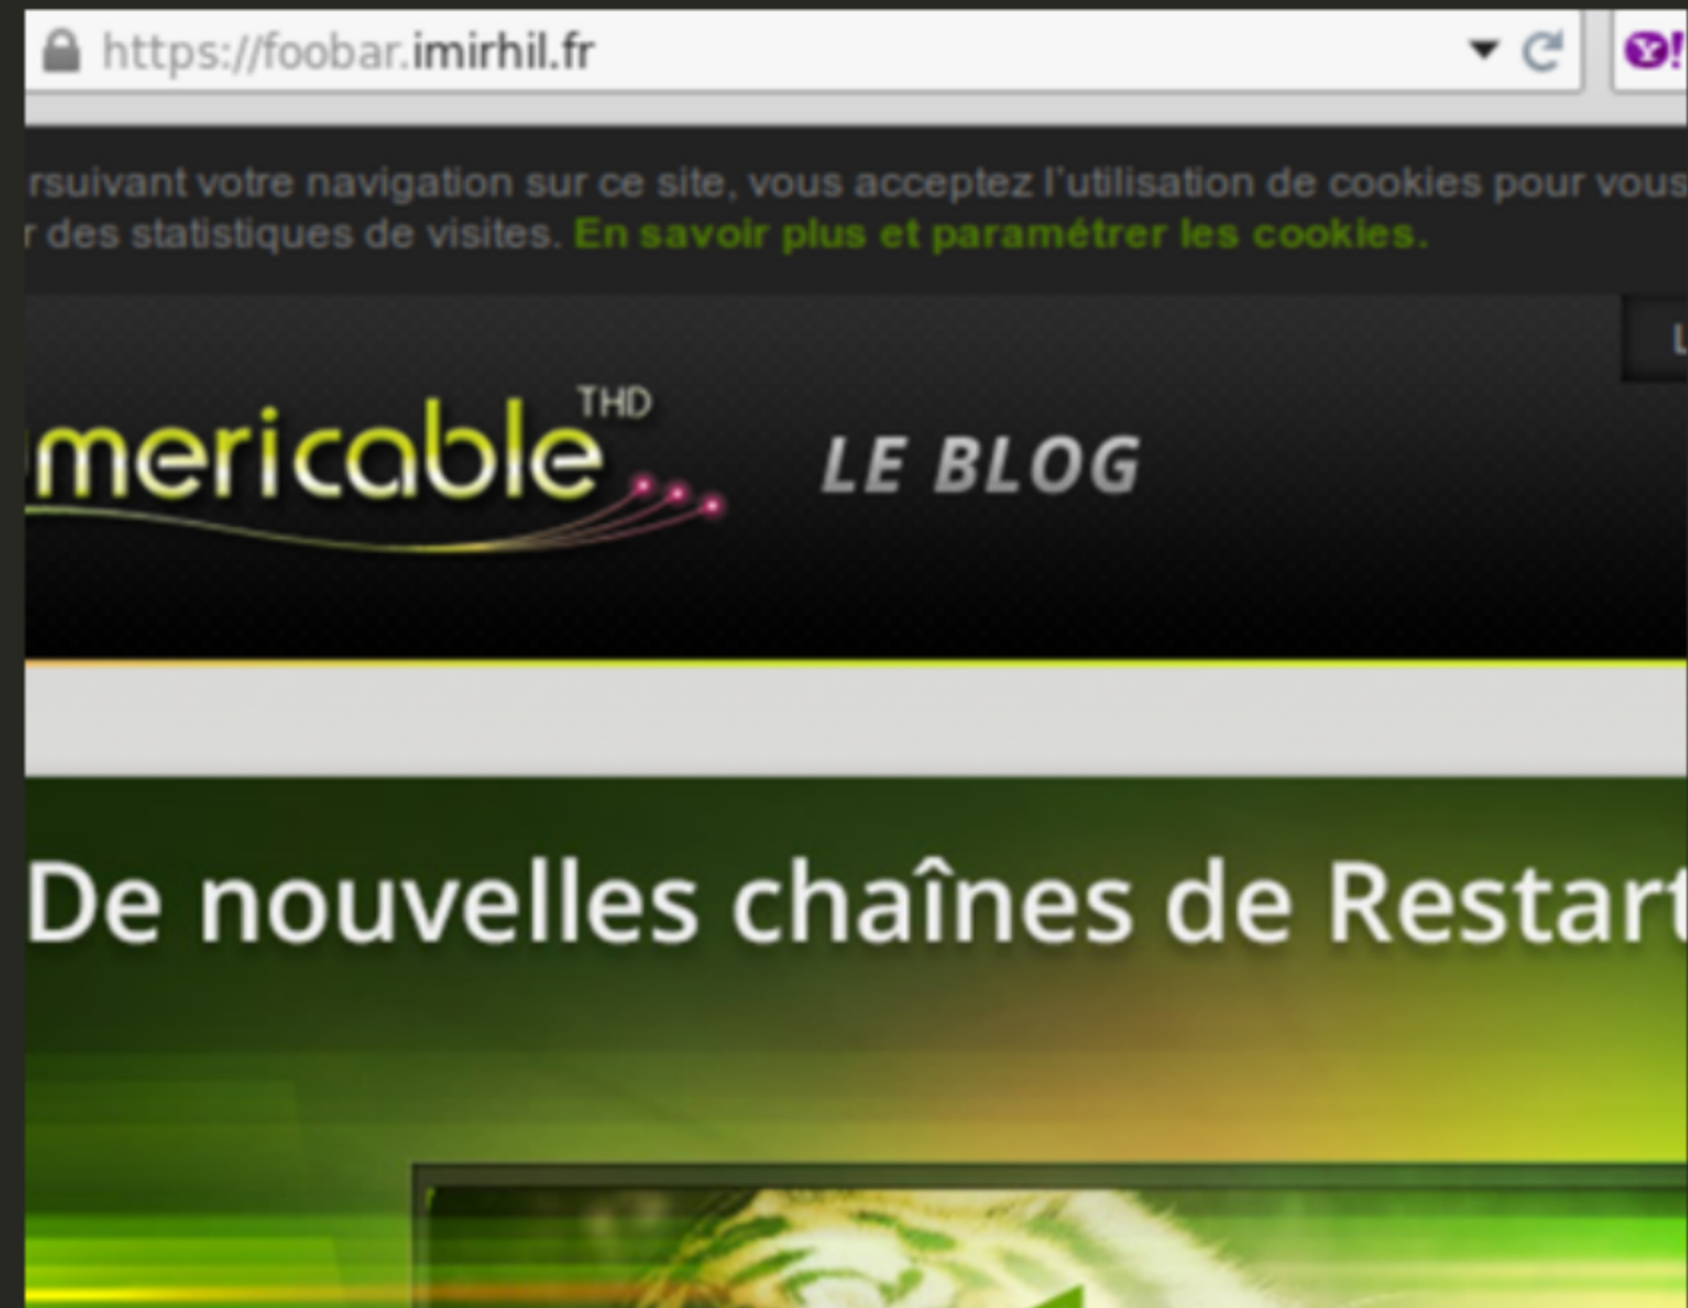 https://foobar.imirhil.fr
rsuivant votre navigation sur ce site, vous acceptez l'utilisation de cookies pour vous
r des statistiques de visites. En savoir plus et paramétrer les cookies.
L
mericable THD LE BLOG
De nouvelles chaînes de Restart